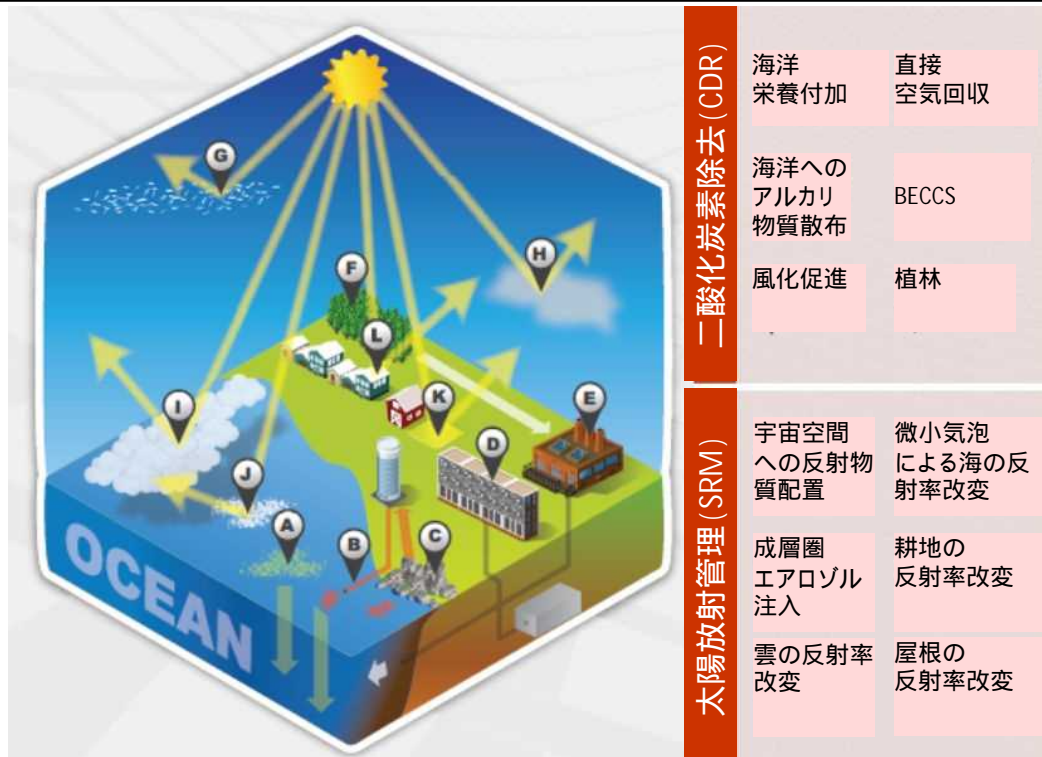 G
H
F
L
I
K
E
D
J
A
B
C
OCEAN
二酸化炭素除去(CDR)
海洋
栄養付加
直接
空気回収
海洋への
アルカリ
物質散布
BECCS
風化促進
植林
太陽放射管理(SRM)
宇宙空間
への反射物
質配置
微小気泡
による海の反
射率改変
成層圏
エアロゾル
注入
耕地の
反射率改変
雲の反射率
改変
屋根の
反射率改変